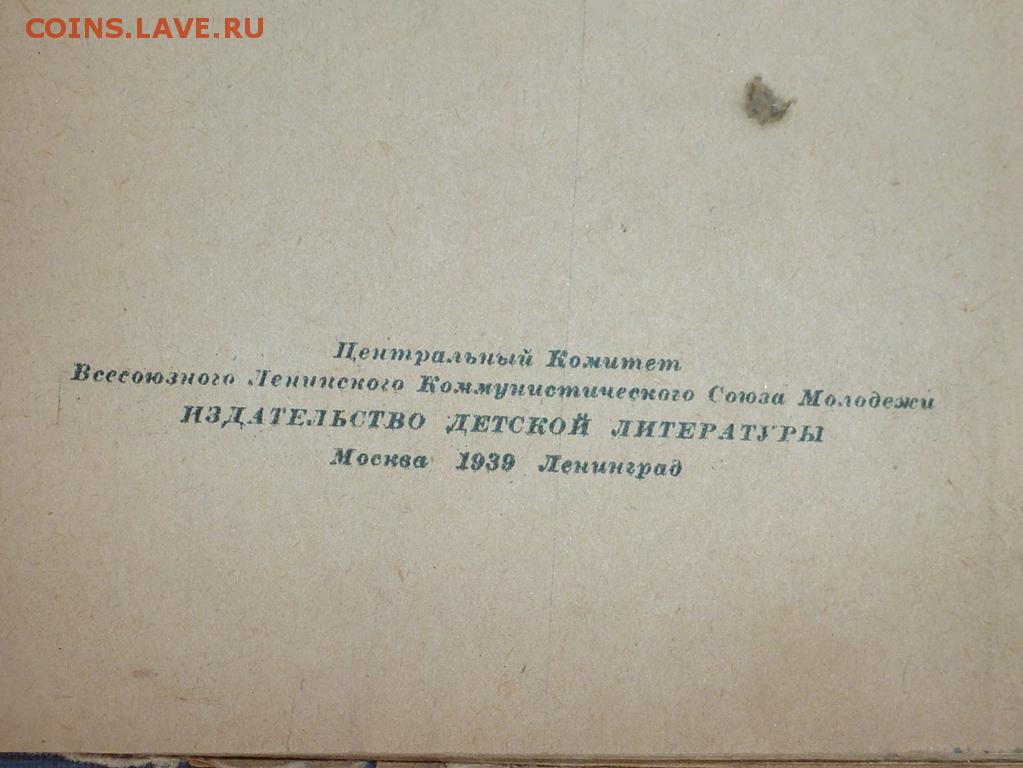 COINS.LAVE.RU
Центральный Комитет
Всесоюзного Ленинского Коммунистического Союза Молодежи
ИЗДАТЕЛЬСТВО ДЕТСКОЙ ЛИТЕРАТУРЫ
Москва 1939 Ленинград